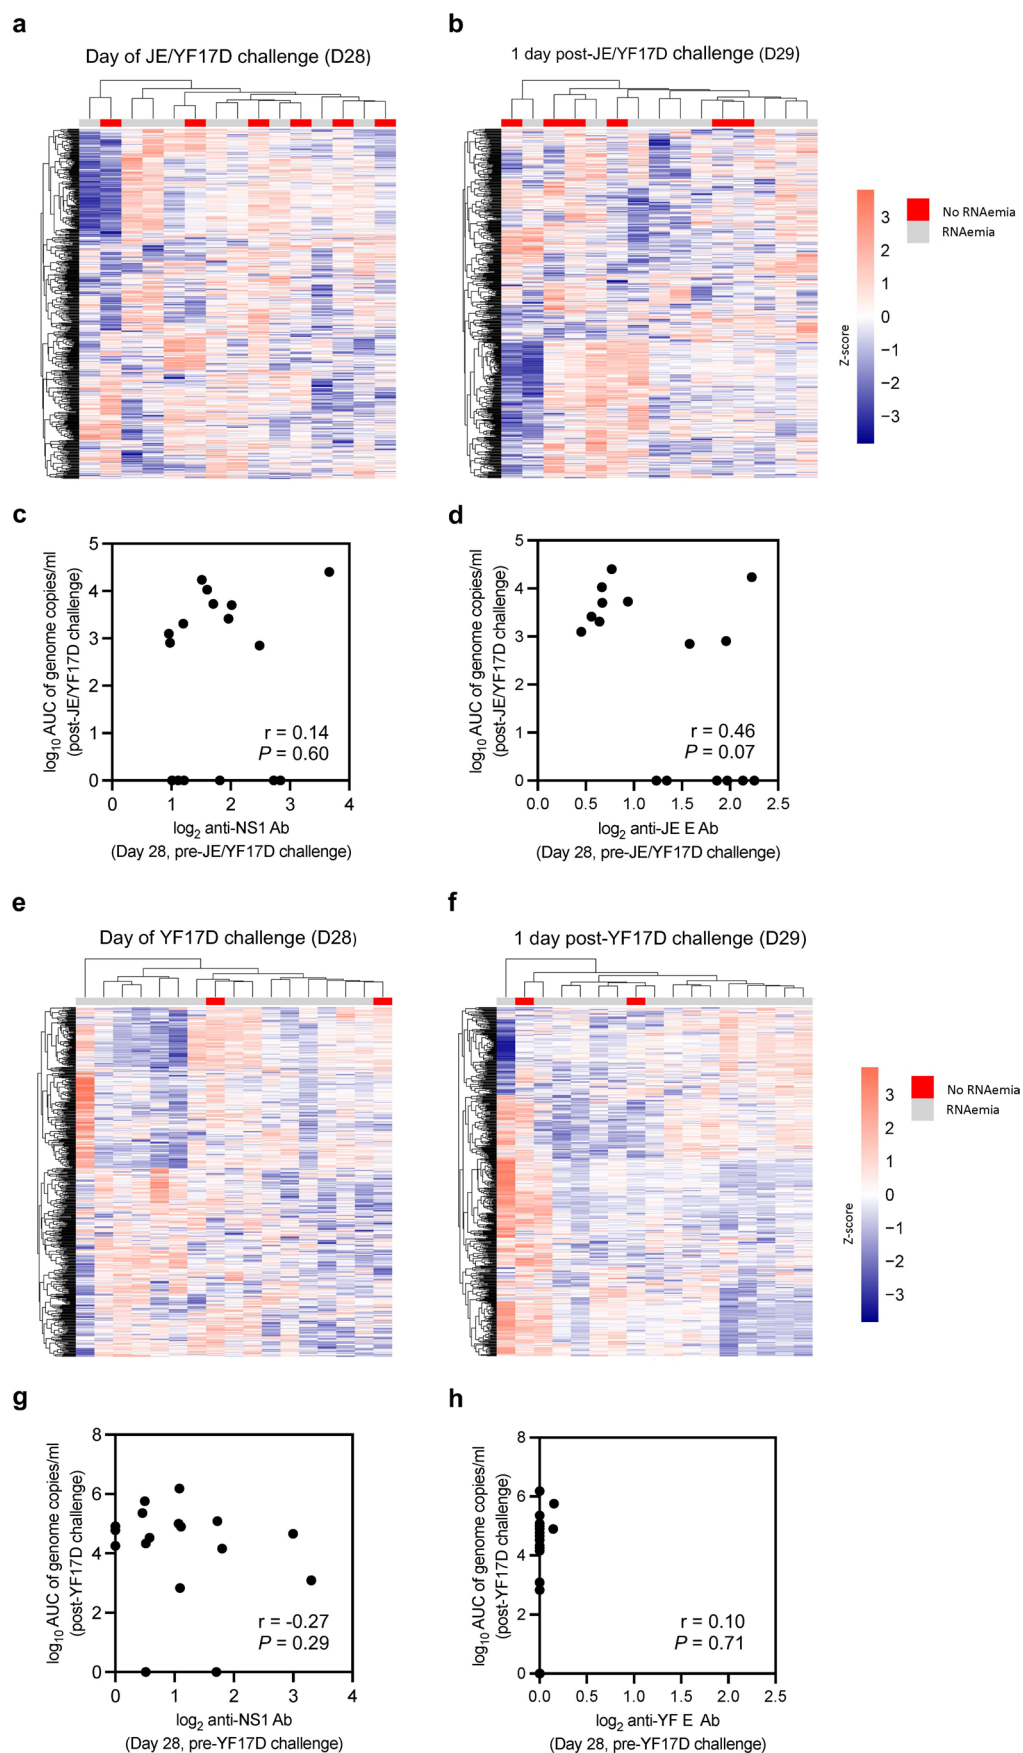 a
Day of JE/YF17D challenge (D28)
b
1 day post-JE/YF17D challenge (D29)
3
2
1
0
−1
−2
−3
Z-score
No RNAemia
RNAemia
c
log10 AUC of genome copies/ml
(post-JE/YF17D challenge)
5
4
3
2
1
0
r = 0.14
P = 0.60
0 1 2 3 4
log2 anti-NS1 Ab
(Day 28, pre-JE/YF17D challenge)
d
log10 AUC of genome copies/ml
(post-JE/YF17D challenge)
5
4
3
2
1
0
r = 0.46
P = 0.07
0.0 0.5 1.0 1.5 2.0 2.5
log2 anti-JE E Ab
(Day 28, pre-JE/YF17D challenge)
e
Day of YF17D challenge (D28)
f
1 day post-YF17D challenge (D29)
3
2
1
0
−1
−2
−3
Z-score
No RNAemia
RNAemia
g
log10 AUC of genome copies/ml
(post-YF17D challenge)
8
6
4
2
0
r = -0.27
P = 0.29
0 1 2 3 4
log2 anti-NS1 Ab
(Day 28, pre-YF17D challenge)
h
log10 AUC of genome copies/ml
(post-YF17D challenge)
8
6
4
2
0
r = 0.10
P = 0.71
0.0 0.5 1.0 1.5 2.0 2.5
log2 anti-YF E Ab
(Day 28, pre-YF17D challenge)